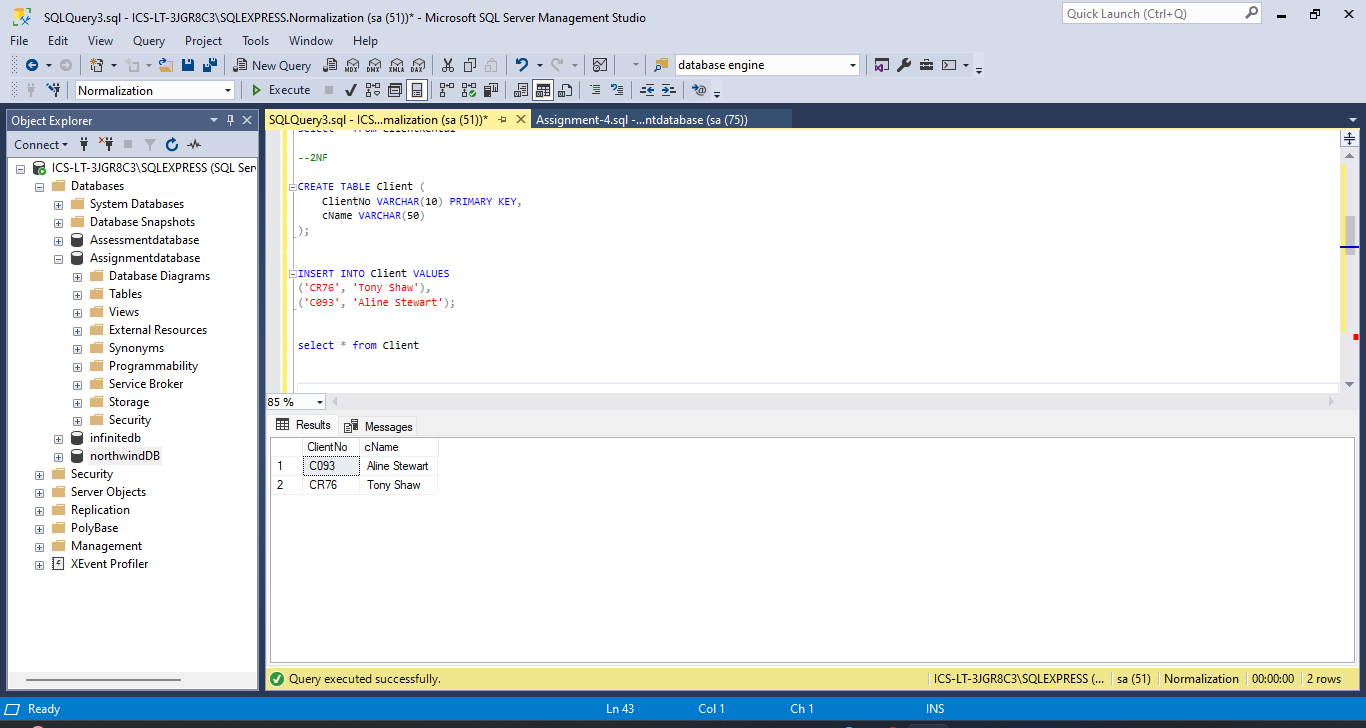 SQLQuery3.sql - ICS-LT-3JGR8C3\SQLEXPRESS.Normalization (sa (51))* - Microsoft SQL Server Management Studio
Quick Launch (Ctrl+Q)
File Edit View Query Project Tools Window Help
New Query
MDX DMX XMLA DAX
database engine
Normalization
Execute
Object Explorer
Connect
ICS-LT-3JGR8C3\SQLEXPRESS (SQL Ser
Databases
System Databases
Database Snapshots
Assessmentdatabase
Assignmentdatabase
Database Diagrams
Tables
Views
External Resources
Synonyms
Programmability
Service Broker
Storage
Security
infinitedb
northwindDB
Security
Server Objects
Replication
PolyBase
Management
XEvent Profiler
SQLQuery3.sql - ICS...malization (sa (51))*
Assignment-4.sql -...ntdatabase (sa (75))
select * from ClientRental
--2NF
CREATE TABLE Client (
ClientNo VARCHAR(10) PRIMARY KEY,
cName VARCHAR(50)
);
INSERT INTO Client VALUES
('CR76', 'Tony Shaw'),
('C093', 'Aline Stewart');
select * from Client
85 %
Results Messages
ClientNo cName
1 C093 Aline Stewart
2 CR76 Tony Shaw
Query executed successfully.
ICS-LT-3JGR8C3\SQLEXPRESS (... sa (51) Normalization 00:00:00 2 rows
Ready Ln 43 Col 1 Ch 1 INS